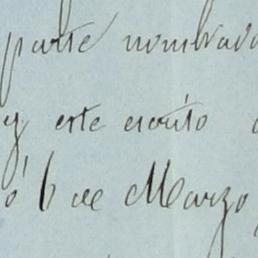 parte nombrada
y este escrito
ó 6 de Marzo